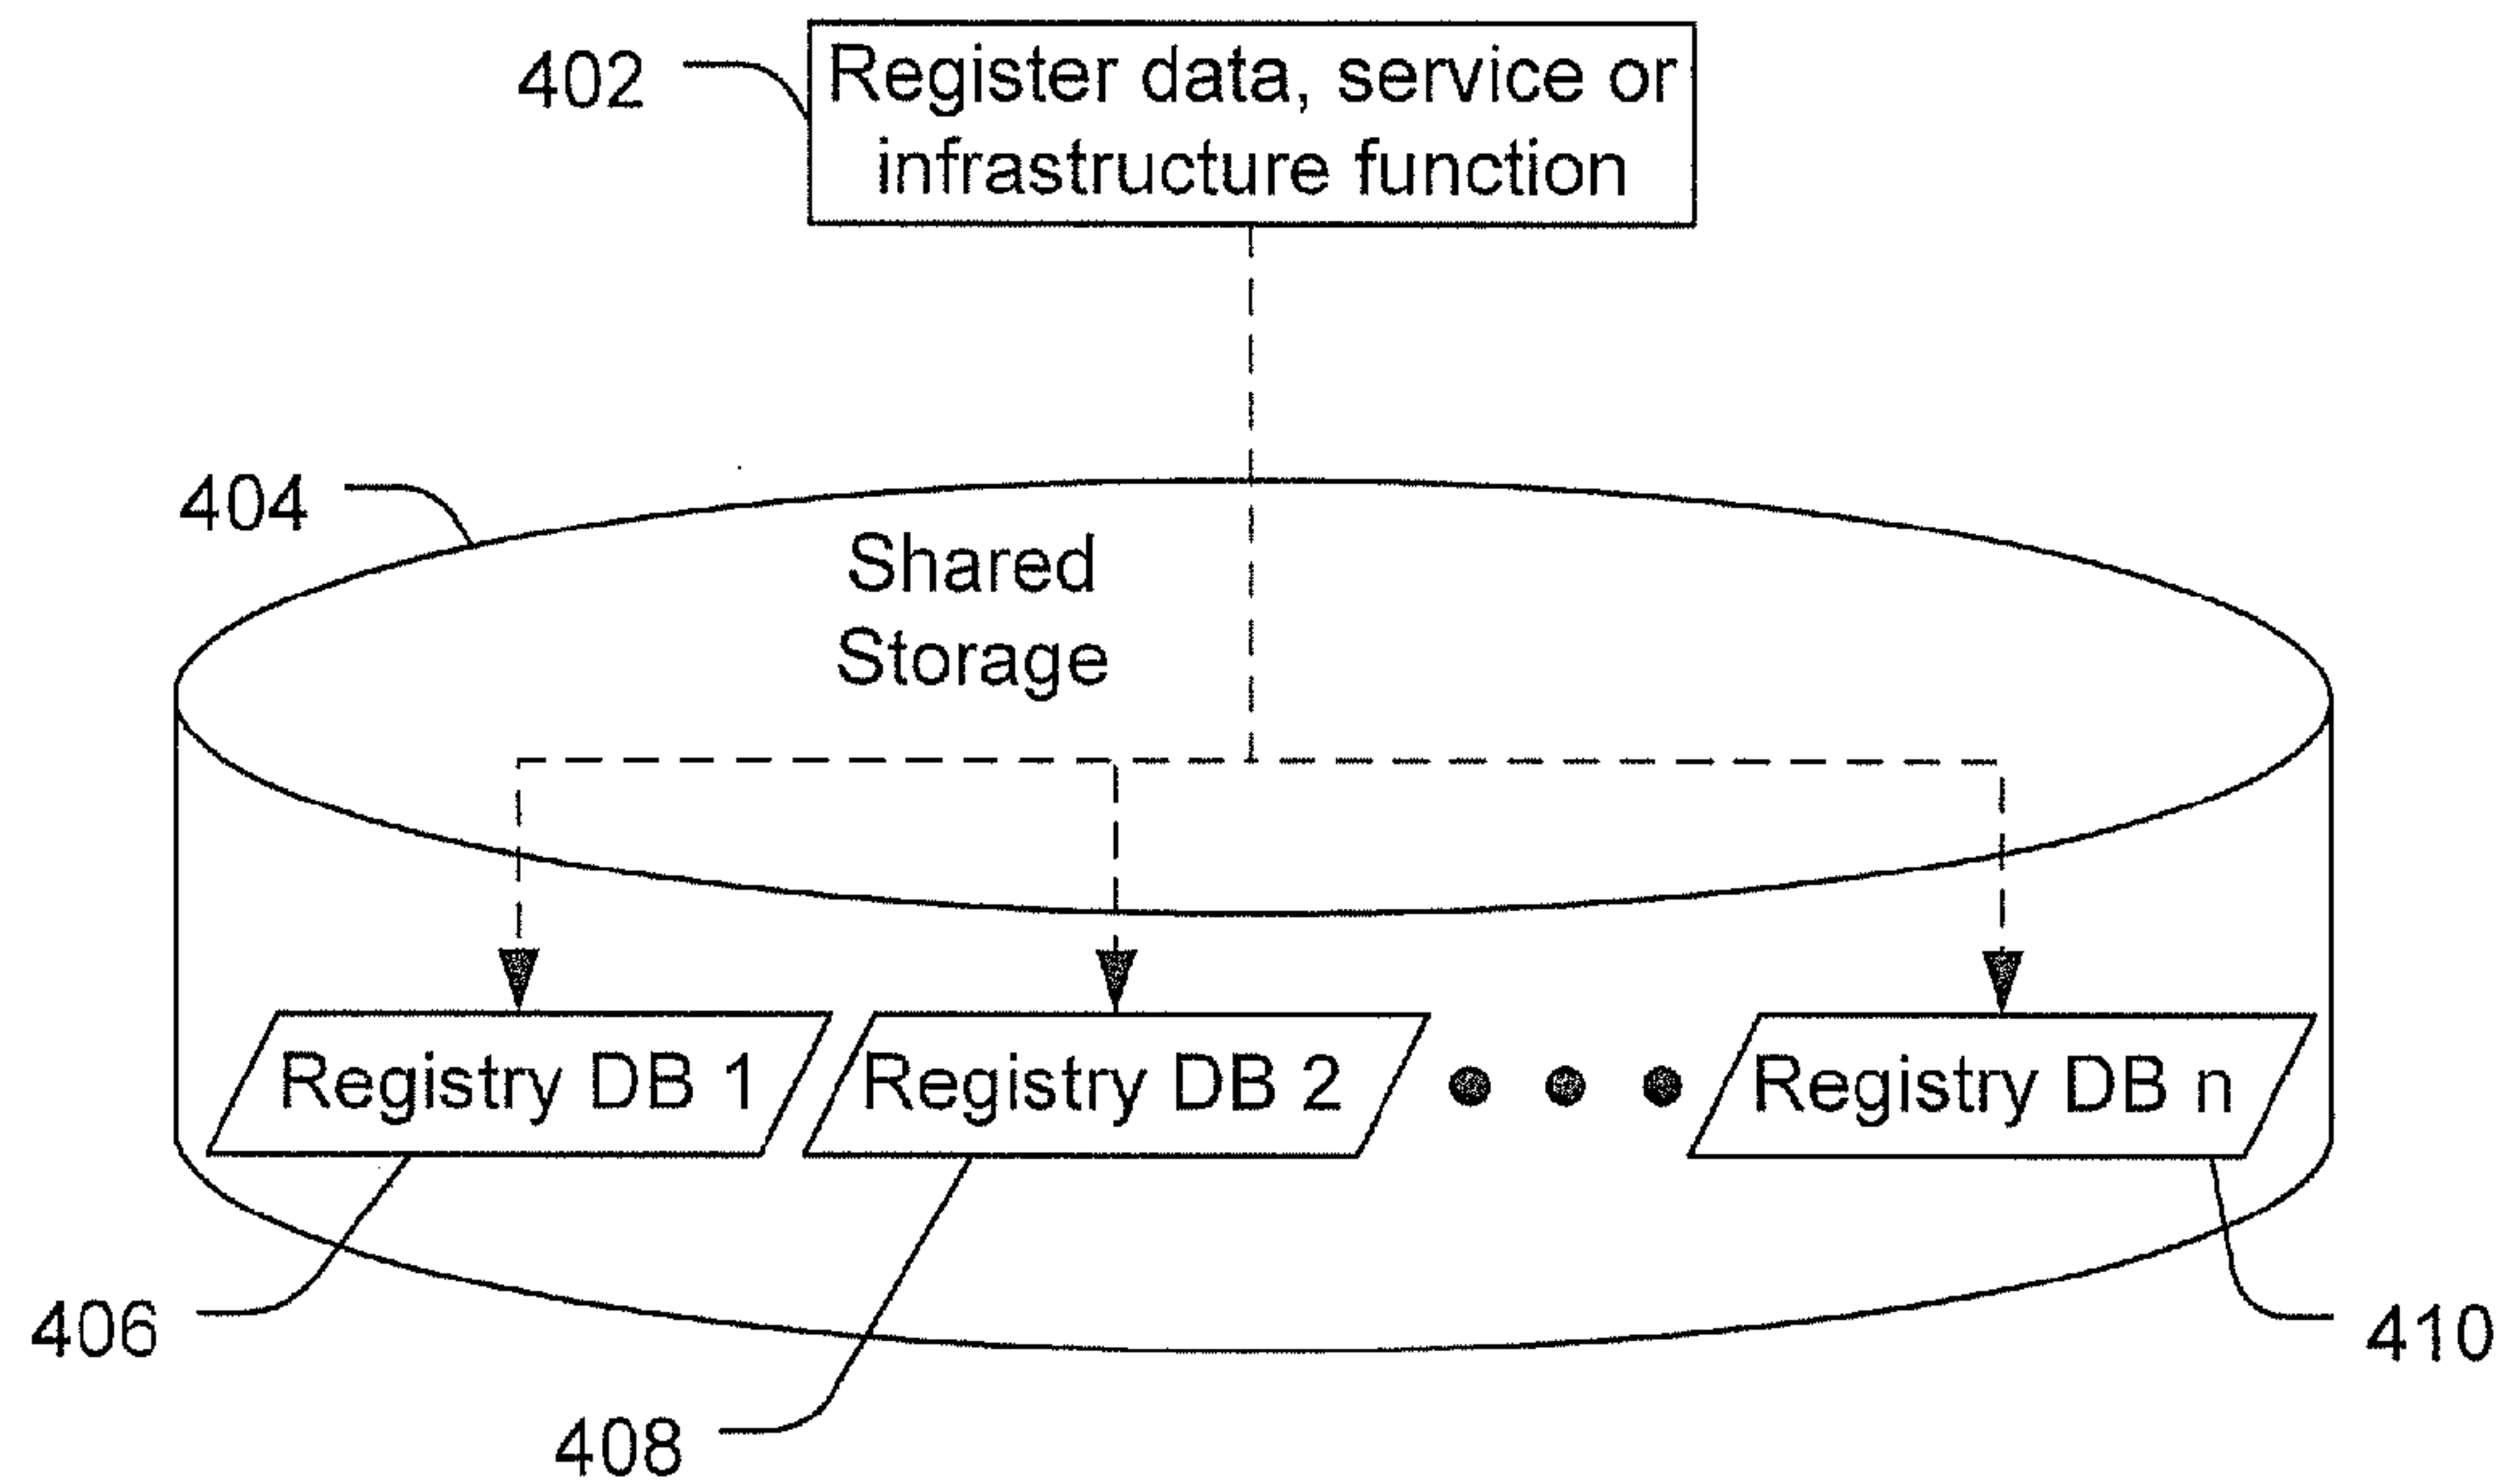 402
Register data, service or
infrastructure function
404
Shared
Storage
Registry DB 1
Registry DB 2
Registry DB n
406
410
408